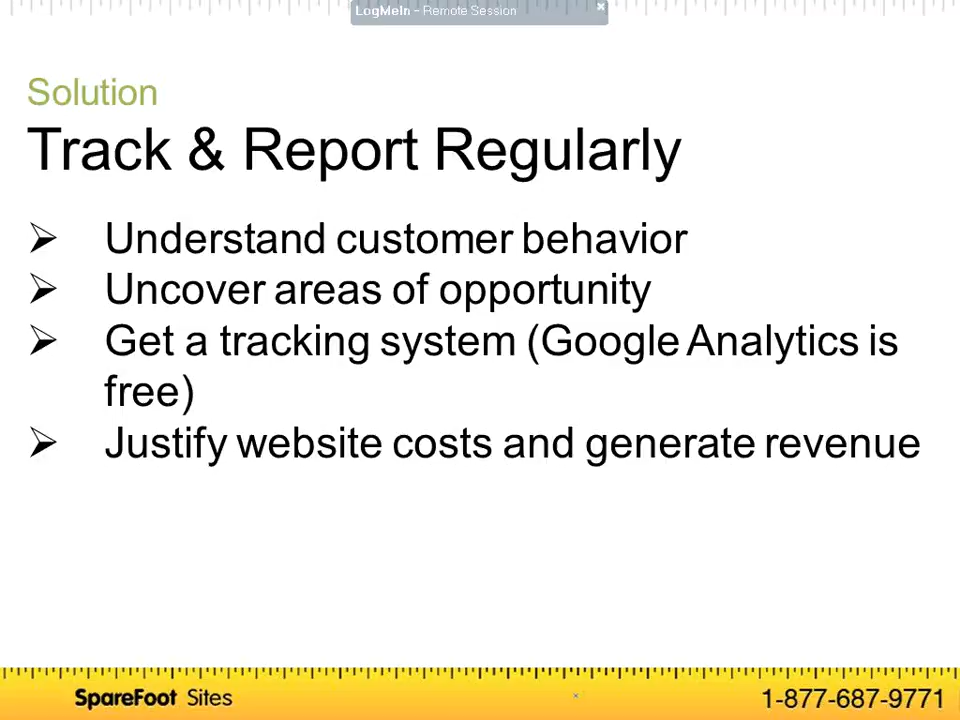 LogMeIn - Remote Session
Solution
Track & Report Regularly
Understand customer behavior
Uncover areas of opportunity
Get a tracking system (Google Analytics is
free)
Justify website costs and generate revenue
SpareFoot Sites
1-877-687-9771